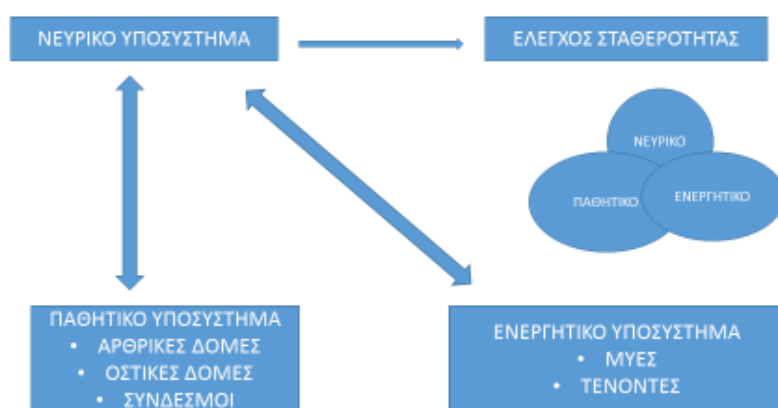 ΝΕΥΡΙΚΟ ΥΠΟΣΥΣΤΗΜΑ
ΕΛΕΓΧΟΣ ΣΤΑΘΕΡΟΤΗΤΑΣ
ΝΕΥΡΙΚΟ
ΠΑΘΗΤΙΚΟ
ΕΝΕΡΓΗΤΙΚΟ
ΠΑΘΗΤΙΚΟ ΥΠΟΣΥΣΤΗΜΑ
• ΑΡΘΡΙΚΕΣ ΔΟΜΕΣ
• ΟΣΤΙΚΕΣ ΔΟΜΕΣ
• ΣΥΝΔΕΣΜΟΙ
ΕΝΕΡΓΗΤΙΚΟ ΥΠΟΣΥΣΤΗΜΑ
• ΜΥΕΣ
• ΤΕΝΟΝΤΕΣ